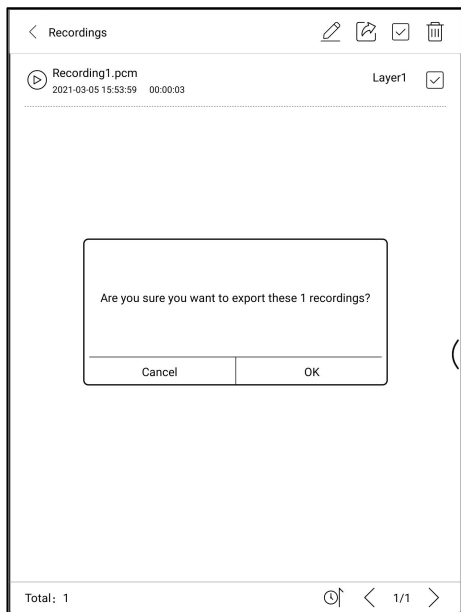 Recordings
Recording1.pcm
Layer1
2021-03-05 15:53:59 00:00:03
Are you sure you want to export these 1 recordings?
Cancel OK
Total：1
1/1